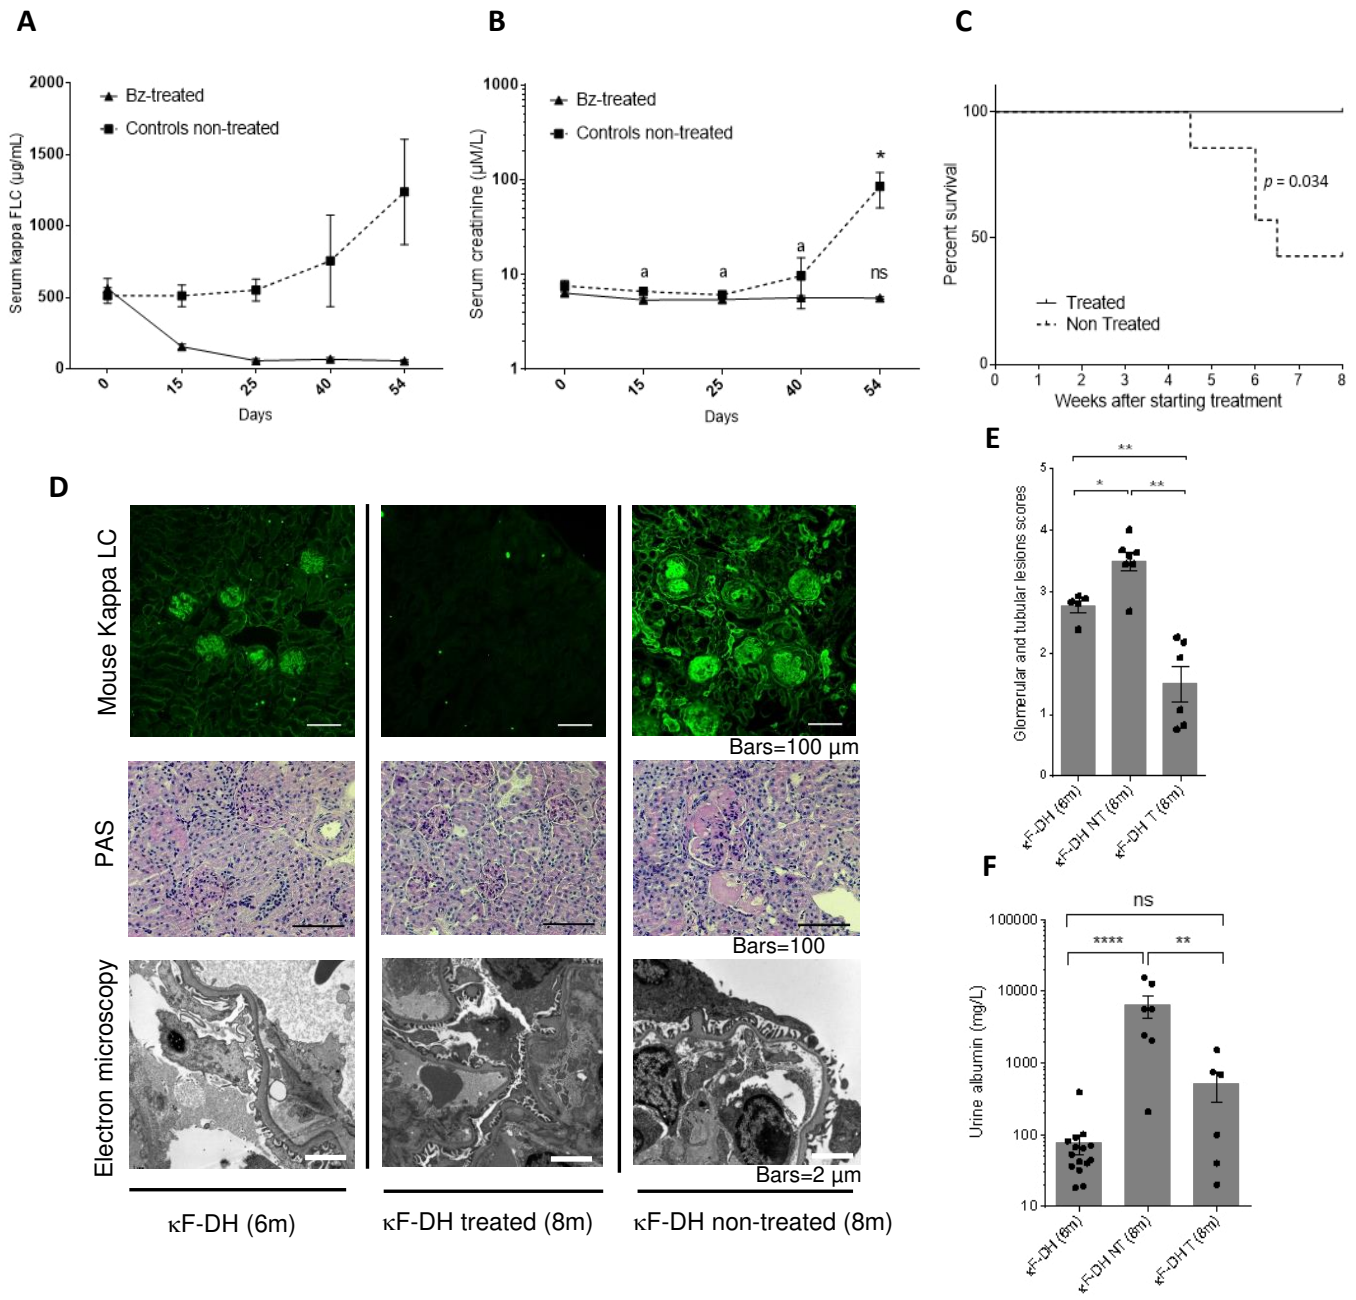 A
B
C
2000
1500
1000
500
0
Serum kappa FLC (µg/mL)
Bz-treated
Controls non-treated
0
15
25
40
54
Days
1000
100
10
1
Serum creatinine (µM/L)
Bz-treated
Controls non-treated
a
a
a
*
ns
0
15
25
40
54
Days
100
50
0
Percent survival
p = 0.034
Treated
Non Treated
0 1 2 3 4 5 6 7 8
Weeks after starting treatment
D
Mouse Kappa LC
Bars=100 µm
PAS
Bars=100
Electron microscopy
Bars=2 µm
κF-DH (6m)
κF-DH treated (8m)
κF-DH non-treated (8m)
E
**
* **
5
4
3
2
1
0
Glomerular and tubular lesions scores
κF-DH (6m)
κF-DH NT (8m)
κF-DH T (8m)
F
ns
**** **
100000
10000
1000
100
10
Urine albumin (mg/L)
κF-DH (6m)
κF-DH NT (8m)
κF-DH T (8m)